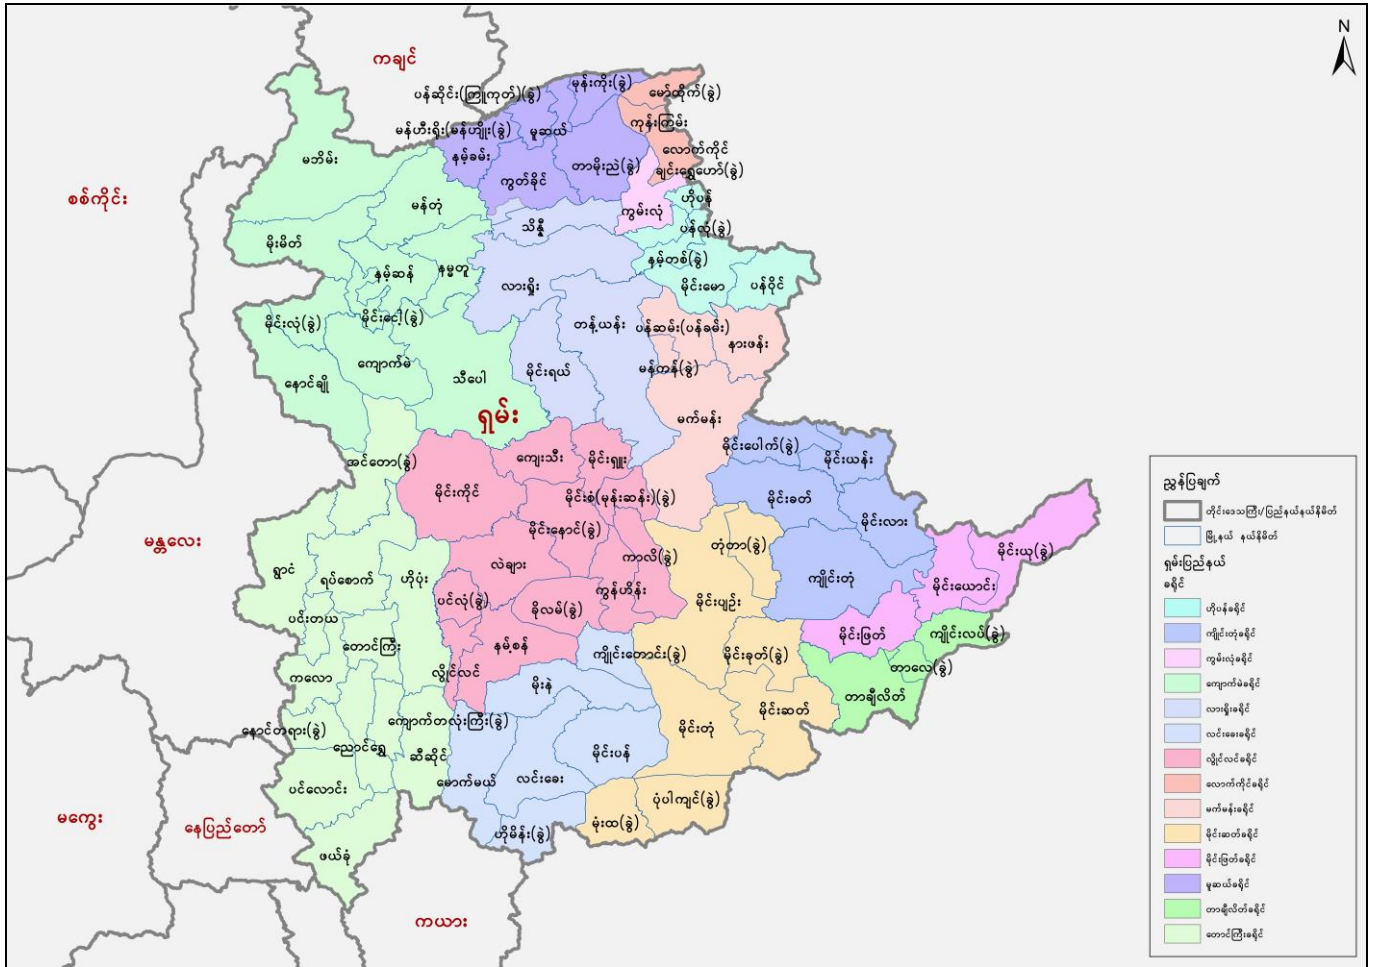 N
ကချင်
စစ်ကိုင်း
မန္တလေး
မကွေး
နေပြည်တော်
ကယား
ရှမ်း
ပန်ဆိုင်း(ကြူကုတ်)(ခွဲ)
မုန်းကိုး(ခွဲ)
မော်ထိုက်(ခွဲ)
မန်ဟီးရိုး(မန်ဟျိုး)(ခွဲ)
မူဆယ်
ကုန်းကြမ်း
နမ့်ခမ်း
ကွတ်ခိုင်
တာမိုးညဲ(ခွဲ)
လောက်ကိုင်
ချင်းရွှေဟော်(ခွဲ)
မဘိမ်း
မန်တုံ
သိန္နီ
ကွမ်းလုံ
ဟိုပန်
ပန်လုံ(ခွဲ)
မိုးမိတ်
နမ့်ဆန်
နမ္မတူ
လားရှိုး
နမ့်တစ်(ခွဲ)
မိုင်းမော
ပန်ဝိုင်
မိုင်းလုံ(ခွဲ)
မိုင်းငေါ့(ခွဲ)
တန့်ယန်း
ပန်ဆမ်း(ပန်ခမ်း)
နားဖန်း
ကျောက်မဲ
နောင်ချို
သီပေါ
မိုင်းရယ်
မန်ကန်(ခွဲ)
မက်မန်း
အင်တော(ခွဲ)
ကျေးသီး
မိုင်းရှူး
မိုင်းပေါက်(ခွဲ)
မိုင်းယန်း
မိုင်းကိုင်
မိုင်းစံ(မုန်းဆန်း)(ခွဲ)
မိုင်းခတ်
မိုင်းလား
မိုင်းယု(ခွဲ)
မိုင်းနောင်(ခွဲ)
ကာလိ(ခွဲ)
တုံတာ(ခွဲ)
ရွာငံ
ရပ်စောက်
ဟိုပုံး
လဲချား
ကွန်ဟိန်း
ကျိုင်းတုံ
မိုင်းယောင်း
ပင်းတယ
ပင်လုံ(ခွဲ)
ခိုလမ်(ခွဲ)
မိုင်းပျဉ်း
မိုင်းဖြတ်
ကျိုင်းလပ်(ခွဲ)
တောင်ကြီး
နမ့်စန်
ကျိုင်းတောင်း(ခွဲ)
မိုင်းခုတ်(ခွဲ)
တာလေ(ခွဲ)
ကလော
လွိုင်လင်
မိုးနဲ
တာချီလိတ်
နောင်တရား(ခွဲ)
ကျောက်တလုံးကြီး(ခွဲ)
မိုင်းဆတ်
ညောင်ရွှေ
ဆီဆိုင်
မိုင်းပန်
မိုင်းတုံ
ပင်လောင်း
မောက်မယ်
လင်းခေး
ပုံပါကျင်(ခွဲ)
ဖယ်ခုံ
ဟိုမိန်း(ခွဲ)
မုံးထ(ခွဲ)
ညွှန်ပြချက်
တိုင်းဒေသကြီး/ပြည်နယ်နယ်နိမိတ်
မြို့နယ် နယ်နိမိတ်
ရှမ်းပြည်နယ်
ခရိုင်
ဟိုပန်ခရိုင်
ကျိုင်းတုံခရိုင်
ကွမ်းလုံခရိုင်
ကျောက်မဲခရိုင်
လားရှိုးခရိုင်
လင်းခေးခရိုင်
လွိုင်လင်ခရိုင်
လောက်ကိုင်ခရိုင်
မက်မန်းခရိုင်
မိုင်းဆတ်ခရိုင်
မိုင်းဖြတ်ခရိုင်
မူဆယ်ခရိုင်
တာချီလိတ်ခရိုင်
တောင်ကြီးခရိုင်